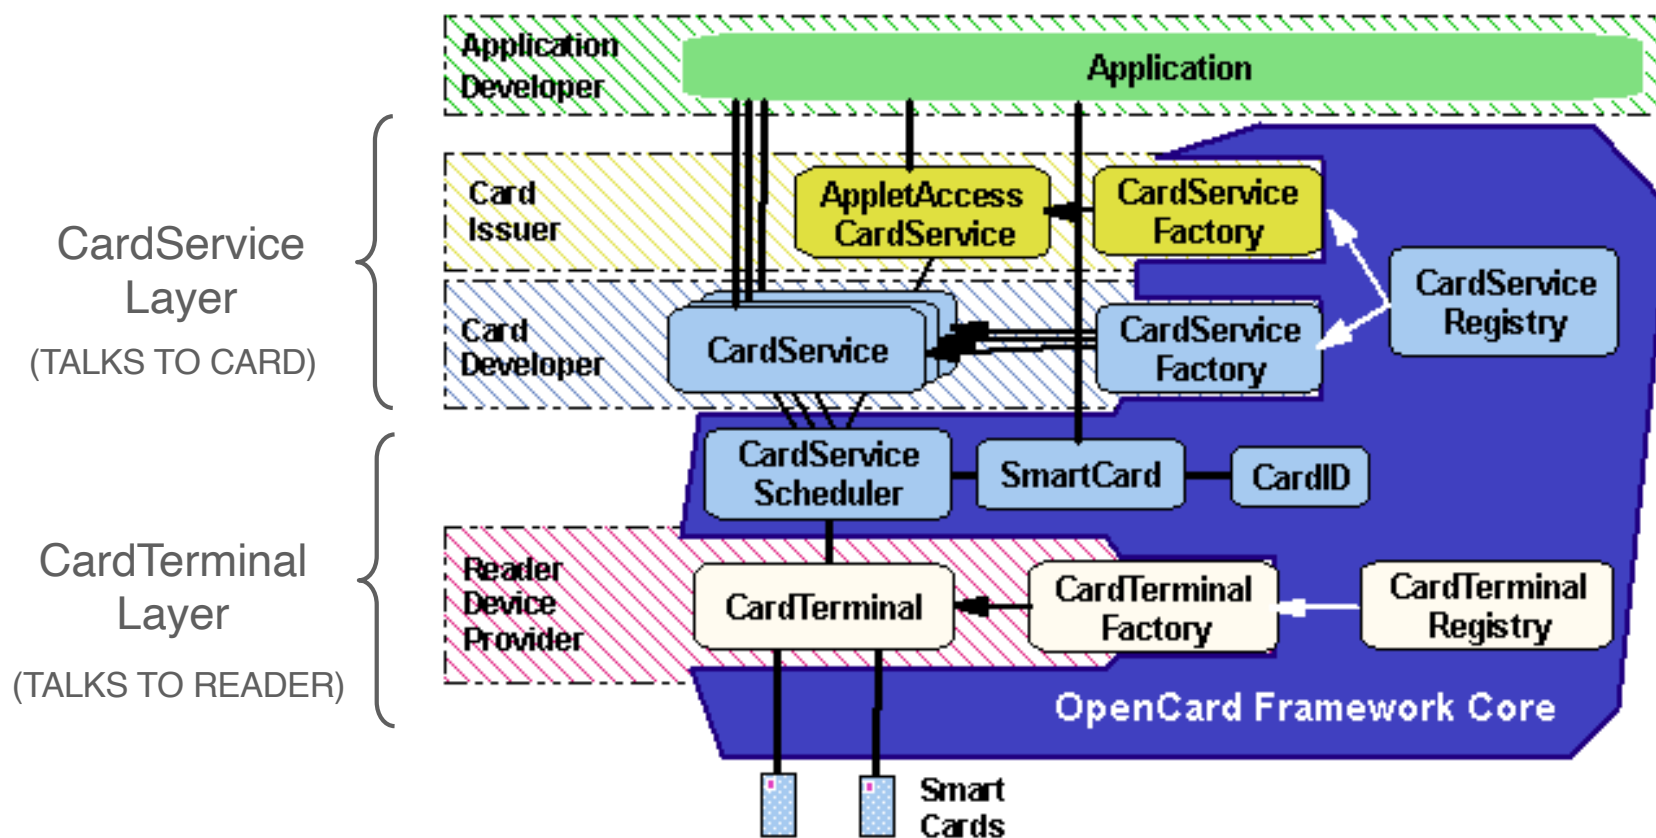 Application
Developer
Application
CardService
Layer
(TALKS TO CARD)
Card
Issuer
AppletAccess
CardService
CardService
Factory
CardService
Registry
Card
Developer
CardService
CardService
Factory
CardService
Scheduler
SmartCard
CardID
CardTerminal
Layer
(TALKS TO READER)
Reader
Device
Provider
CardTerminal
CardTerminal
Factory
CardTerminal
Registry
OpenCard Framework Core
Smart
Cards